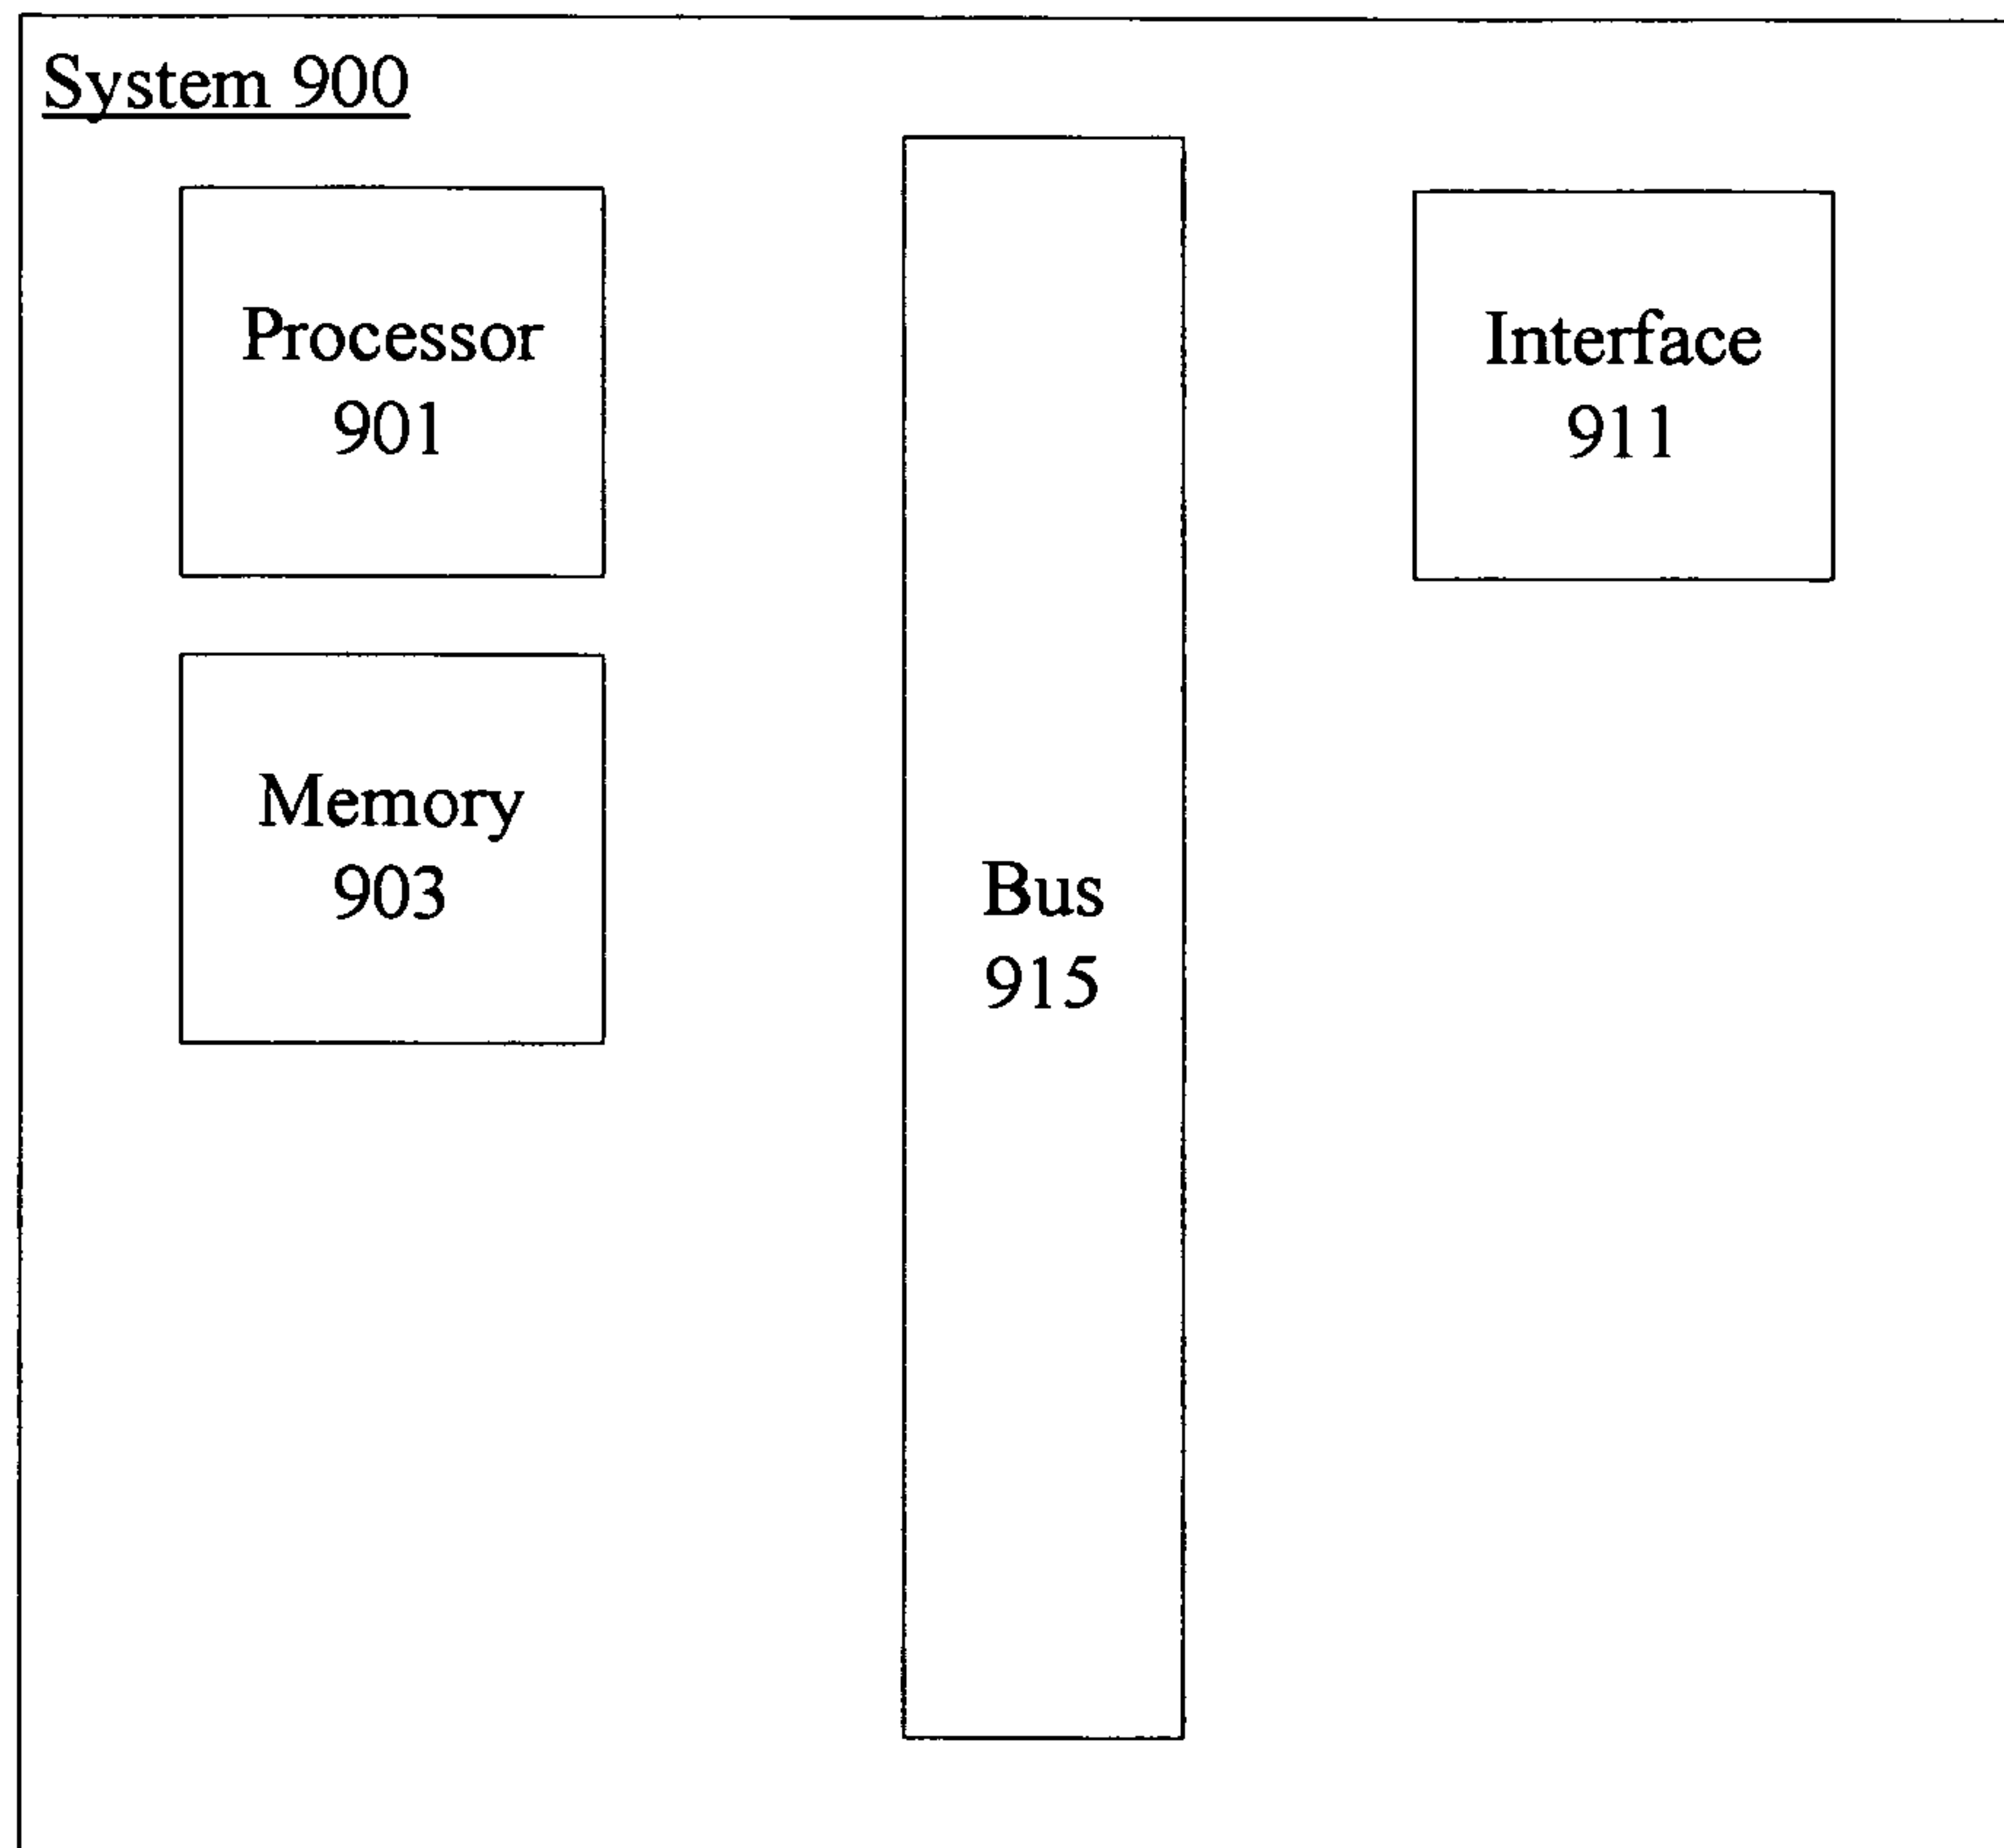 System 900
Processor
901
Interface
911
Memory
903
Bus
915